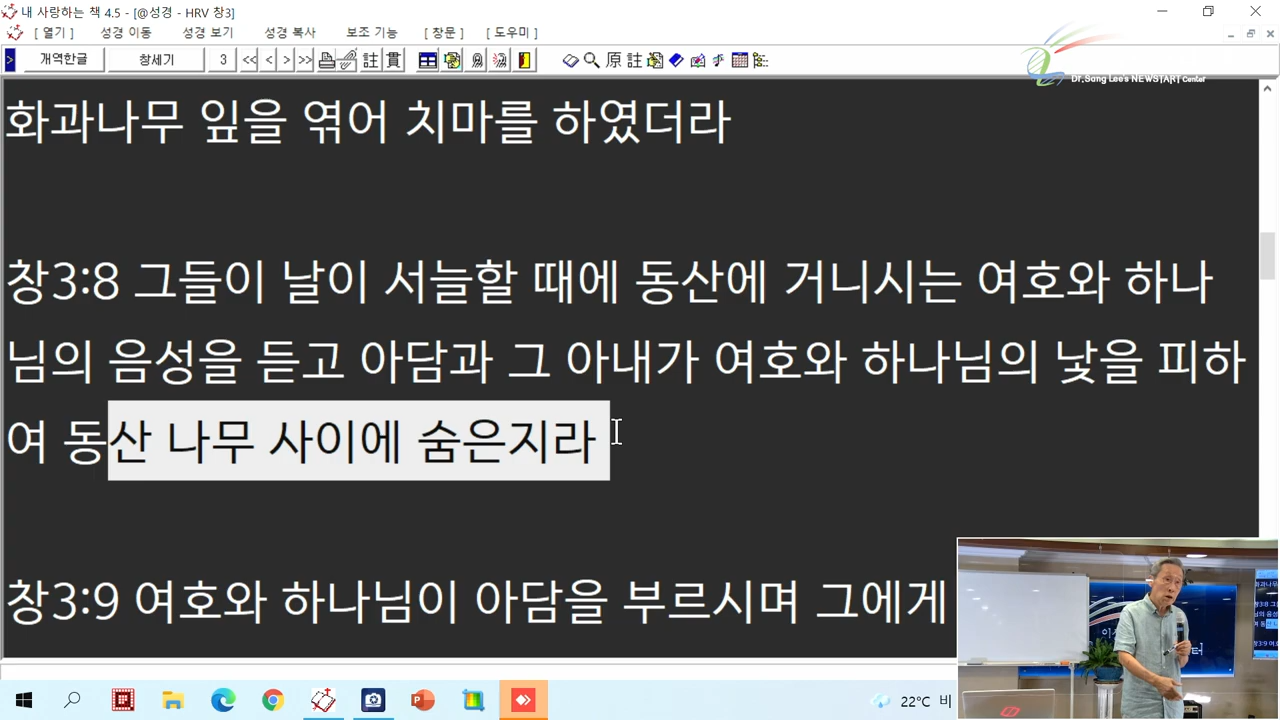 내 사랑하는 책 4.5 - [@성경 - HRV 창3]
[ 열기 ] 성경 이동 성경 보기 성경 복사 보조 기능 [ 창문 ] [ 도우미 ]
개역한글 창세기 3 << < > >> 註 貫 原 註
Dr. Sang Lee's NEWSTART Center
화과나무 잎을 엮어 치마를 하였더라
창3:8 그들이 날이 서늘할 때에 동산에 거니시는 여호와 하나
님의 음성을 듣고 아담과 그 아내가 여호와 하나님의 낯을 피하
여 동산 나무 사이에 숨은지라
창3:9 여호와 하나님이 아담을 부르시며 그에게
22°C 비